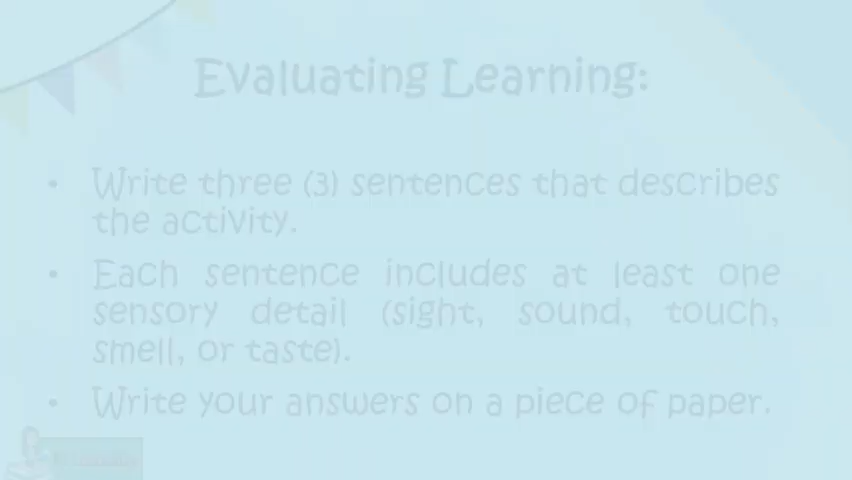 Evaluating Learning:
• Write three (3) sentences that describes
the activity.
• Each sentence includes at least one
sensory detail (sight, sound, touch,
smell, or taste).
• Write your answers on a piece of paper.